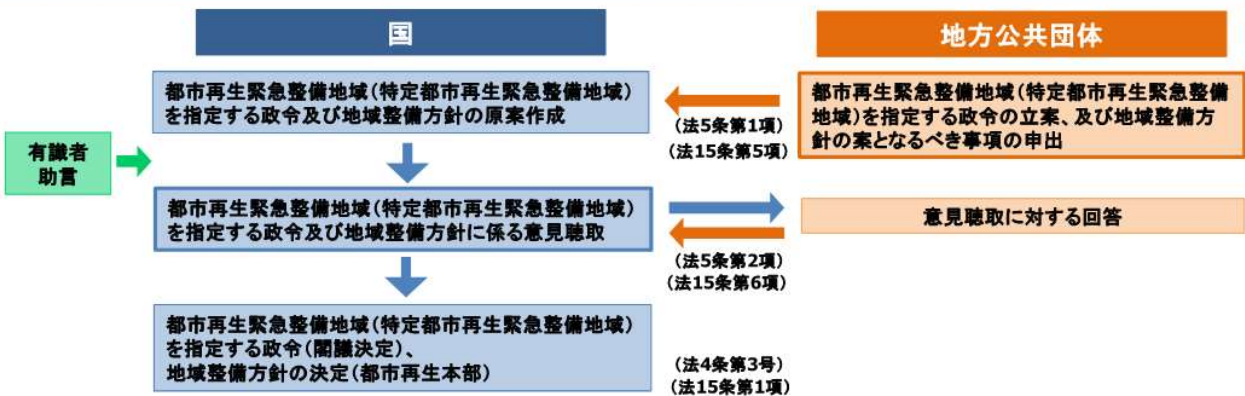 国
地方公共団体
都市再生緊急整備地域(特定都市再生緊急整備地域)
を指定する政令及び地域整備方針の原案作成
(法5条第1項)
(法15条第5項)
都市再生緊急整備地域(特定都市再生緊急整備
地域)を指定する政令の立案、及び地域整備方
針の案となるべき事項の申出
有識者
助言
都市再生緊急整備地域(特定都市再生緊急整備地域)
を指定する政令及び地域整備方針に係る意見聴取
意見聴取に対する回答
(法5条第2項)
(法15条第6項)
都市再生緊急整備地域(特定都市再生緊急整備地域)
を指定する政令(閣議決定)、
地域整備方針の決定(都市再生本部)
(法4条第3号)
(法15条第1項)